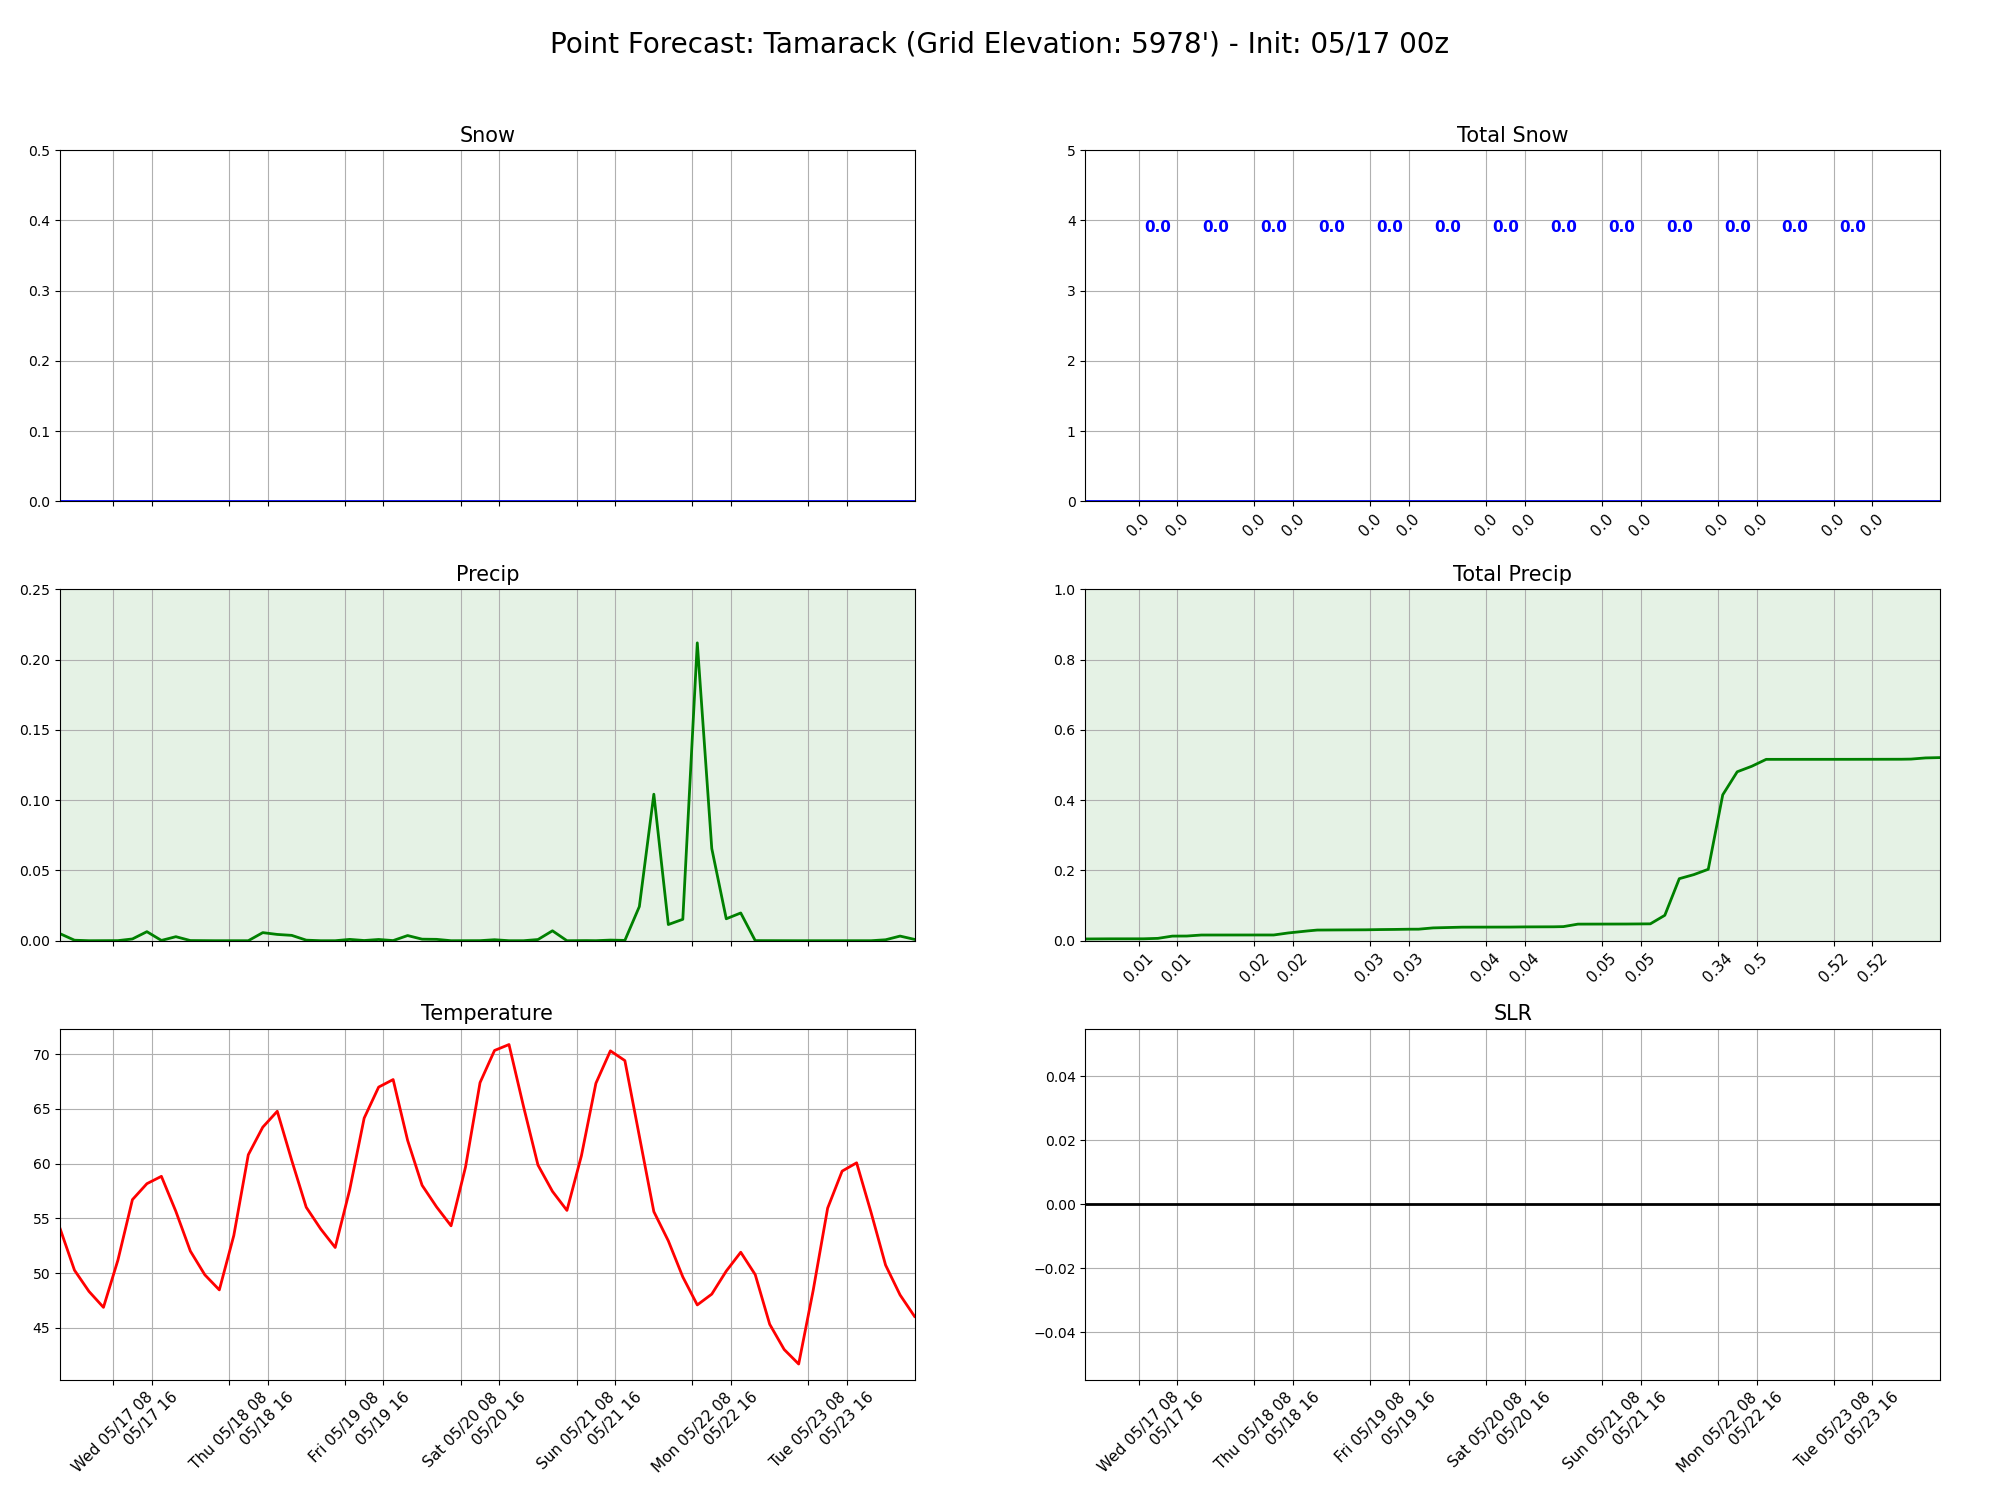 Point Forecast: Tamarack (Grid Elevation: 5978') - Init: 05/17 00z
Snow
0.5
0.4
0.3
0.2
0.1
0.0
Total Snow
5
4
3
2
1
0
0.0 0.0 0.0 0.0 0.0 0.0 0.0 0.0 0.0 0.0 0.0 0.0 0.0
0.0 0.0 0.0 0.0 0.0 0.0 0.0 0.0 0.0 0.0 0.0 0.0 0.0 0.0
Precip
0.25
0.20
0.15
0.10
0.05
0.00
Total Precip
1.0
0.8
0.6
0.4
0.2
0.0
0.01 0.01 0.02 0.02 0.03 0.03 0.04 0.04 0.05 0.05 0.34 0.5 0.52 0.52
Temperature
70
65
60
55
50
45
Wed 05/17 08
05/17 16
Thu 05/18 08
05/18 16
Fri 05/19 08
05/19 16
Sat 05/20 08
05/20 16
Sun 05/21 08
05/21 16
Mon 05/22 08
05/22 16
Tue 05/23 08
05/23 16
SLR
0.04
0.02
0.00
−0.02
−0.04
Wed 05/17 08
05/17 16
Thu 05/18 08
05/18 16
Fri 05/19 08
05/19 16
Sat 05/20 08
05/20 16
Sun 05/21 08
05/21 16
Mon 05/22 08
05/22 16
Tue 05/23 08
05/23 16